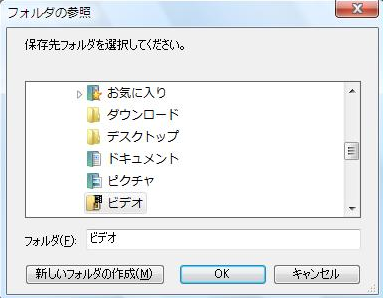 フォルダの参照
保存先フォルダを選択してください。
お気に入り
ダウンロード
デスクトップ
ドキュメント
ピクチャ
ビデオ
フォルダ(F): ビデオ
新しいフォルダの作成(M) OK キャンセル